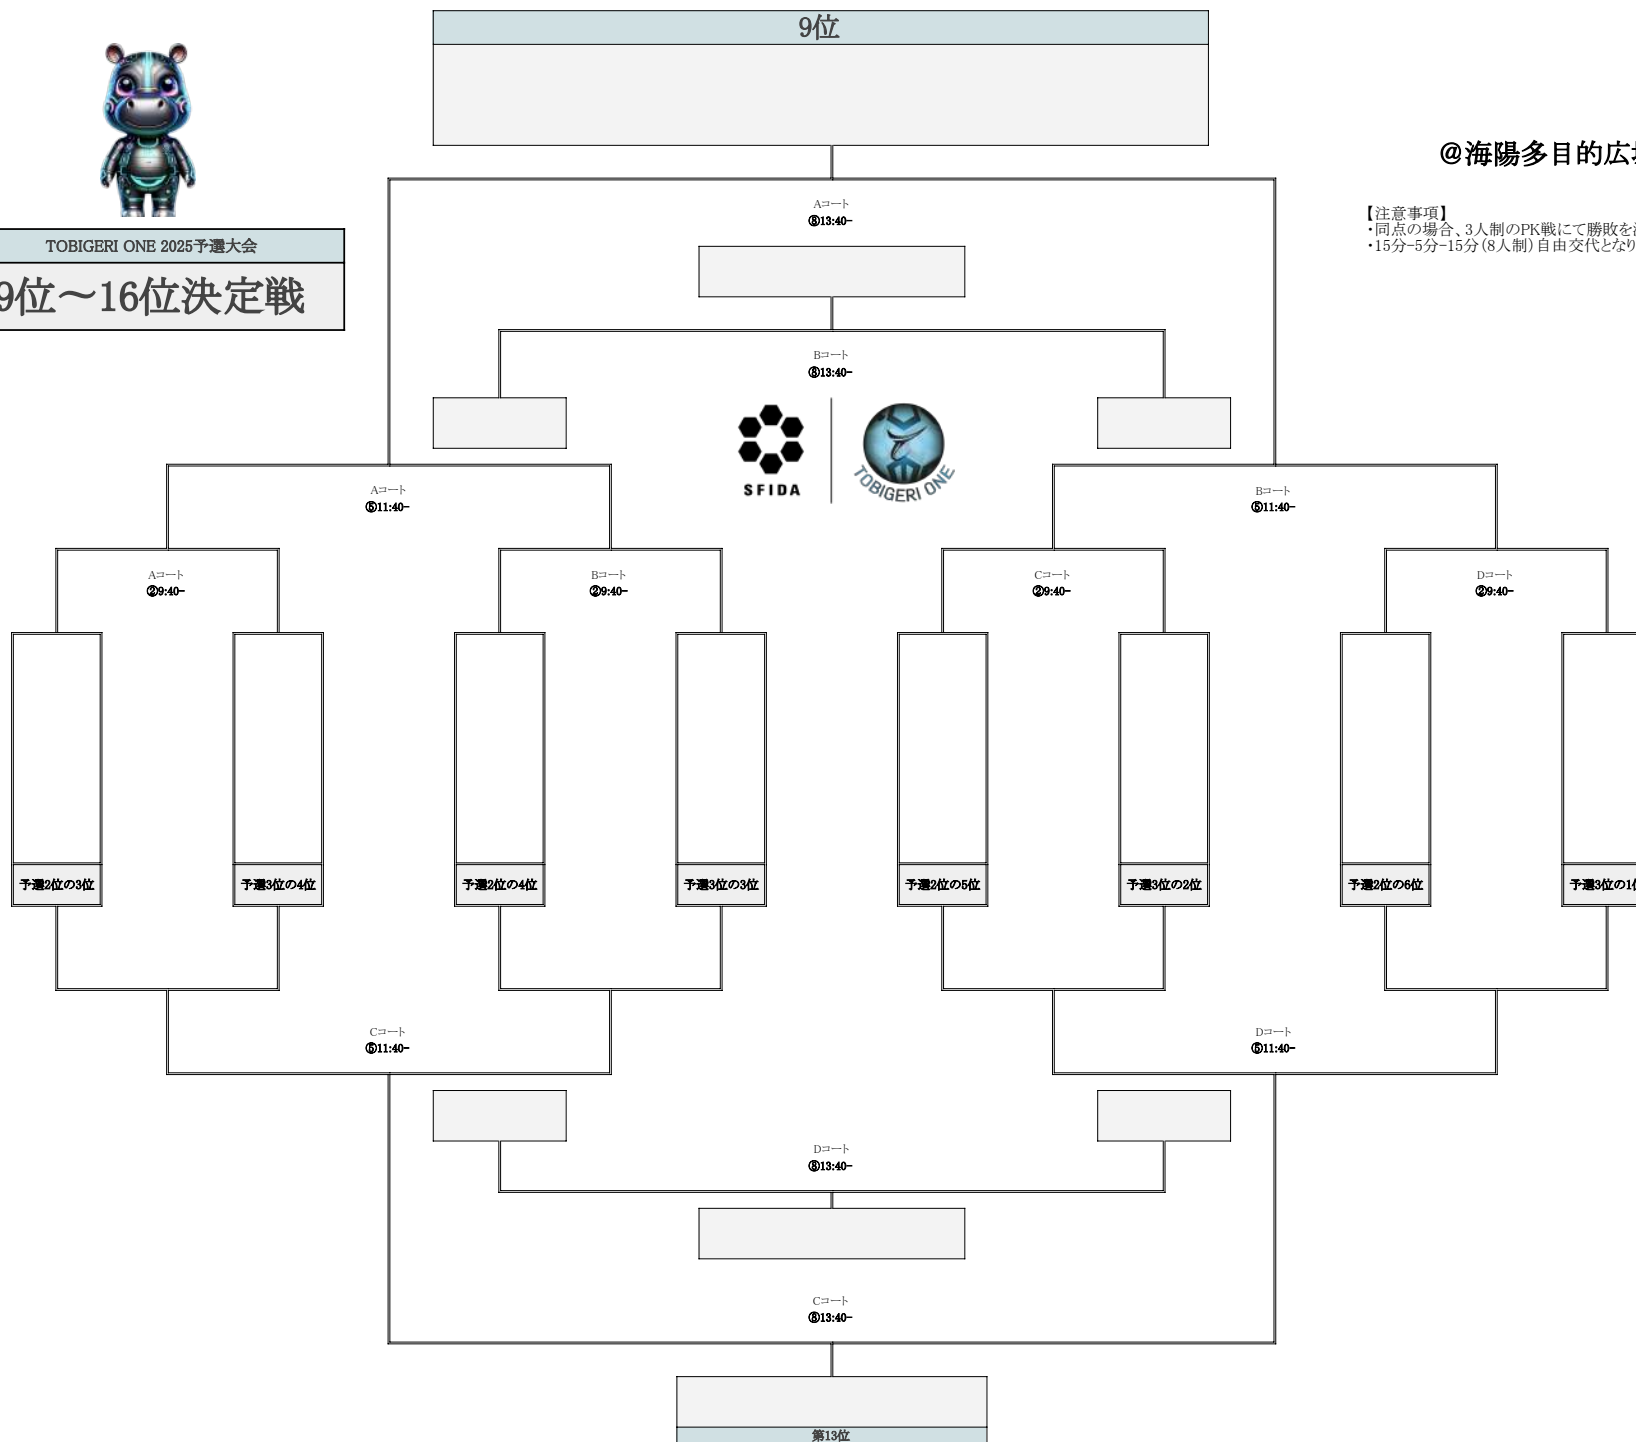 9位
@海陽多目的広
Aコート
⑧13:40-
【注意事項】
・同点の場合、3人制のPK戦にて勝敗を
・15分-5分-15分(8人制)自由交代となり
TOBIGERI ONE 2025予選大会
9位～16位決定戦
Bコート
⑧13:40-
SFIDA
TOBIGERI ONE
Aコート
⑤11:40-
Bコート
⑤11:40-
Aコート
②9:40-
Bコート
②9:40-
Cコート
②9:40-
Dコート
②9:40-
予選2位の3位
予選3位の4位
予選2位の4位
予選3位の3位
予選2位の5位
予選3位の2位
予選2位の6位
予選3位の1位
Cコート
⑤11:40-
Dコート
⑤11:40-
Dコート
⑧13:40-
Cコート
⑧13:40-
第13位